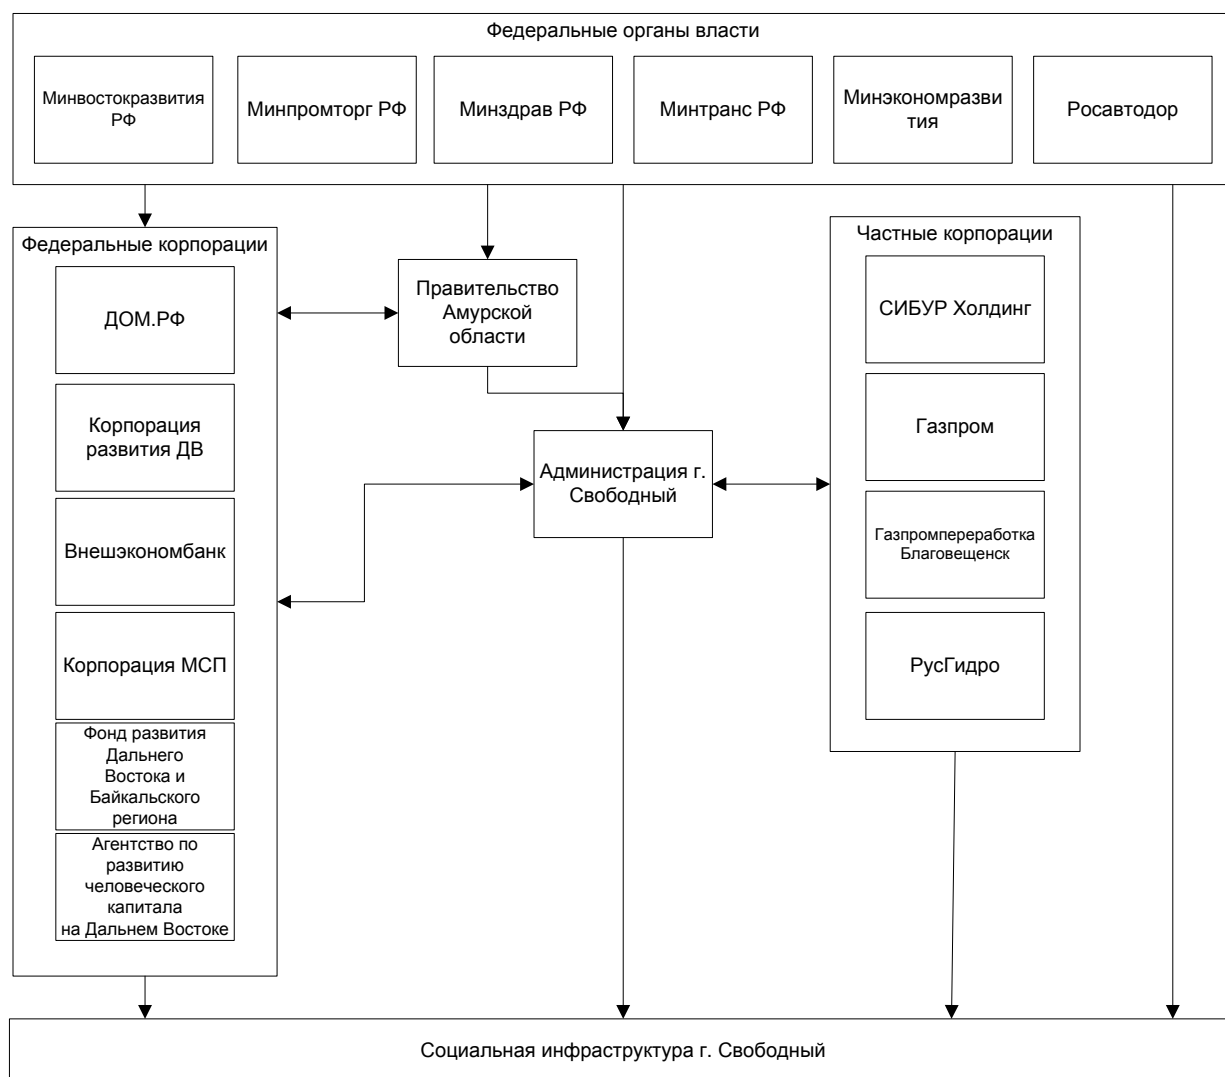 Федеральные органы власти
Минвостокразвития
РФ
Минпромторг РФ
Минздрав РФ
Минтранс РФ
Минэкономразви
тия
Росавтодор
Федеральные корпорации
ДОМ.РФ
Корпорация
развития ДВ
Внешэкономбанк
Корпорация МСП
Фонд развития
Дальнего
Востока и
Байкальского
региона
Агентство по
развитию
человеческого
капитала
на Дальнем Востоке
Правительство
Амурской
области
Администрация г.
Свободный
Частные корпорации
СИБУР Холдинг
Газпром
Газпромпереработка
Благовещенск
РусГидро
Социальная инфраструктура г. Свободный